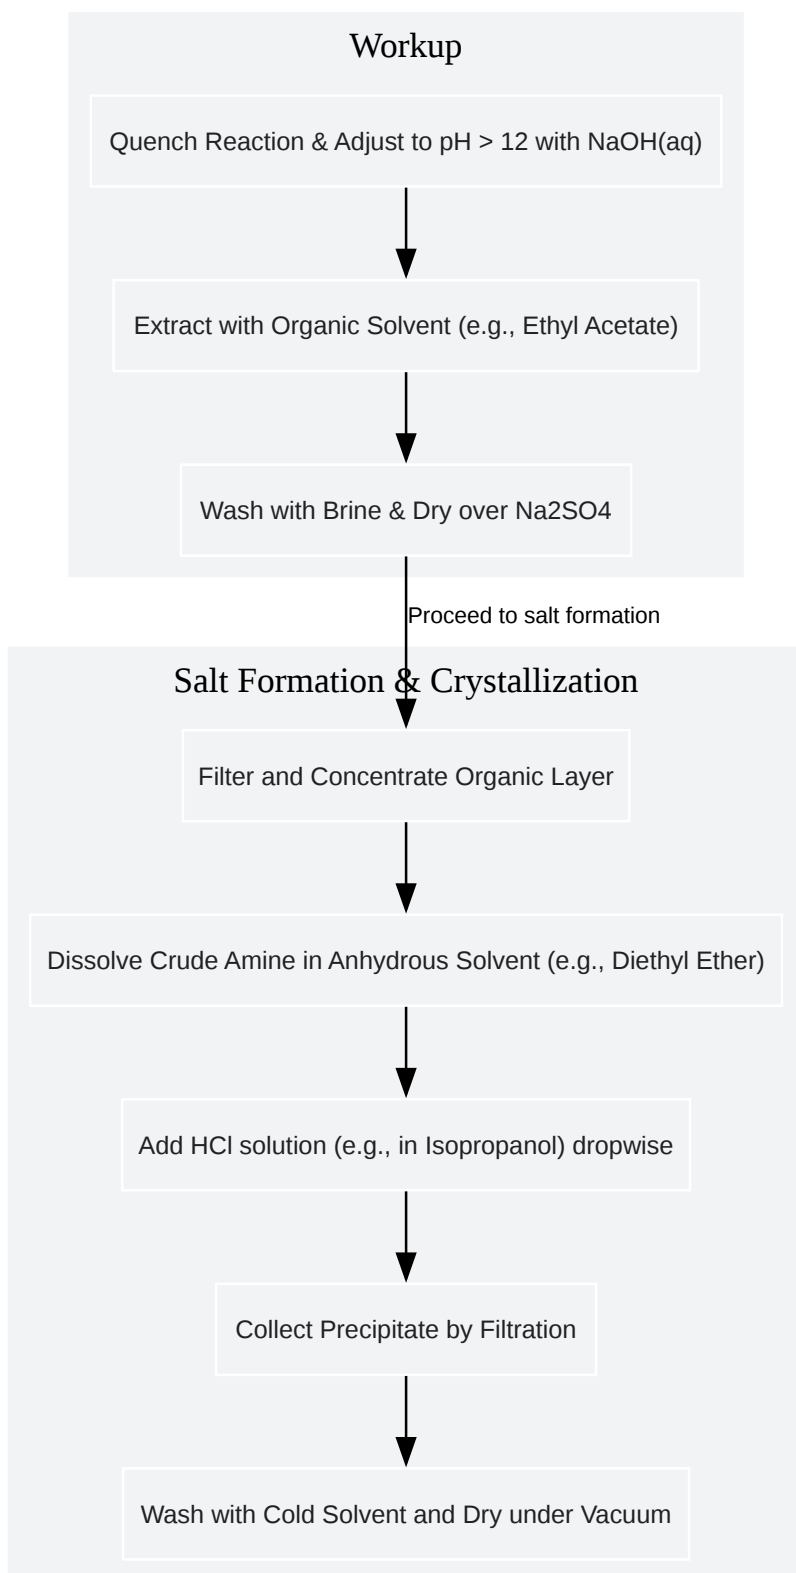 Workup
Quench Reaction & Adjust to pH > 12 with NaOH(aq)
Extract with Organic Solvent (e.g., Ethyl Acetate)
Wash with Brine & Dry over Na2SO4
Proceed to salt formation
Salt Formation & Crystallization
Filter and Concentrate Organic Layer
Dissolve Crude Amine in Anhydrous Solvent (e.g., Diethyl Ether)
Add HCl solution (e.g., in Isopropanol) dropwise
Collect Precipitate by Filtration
Wash with Cold Solvent and Dry under Vacuum